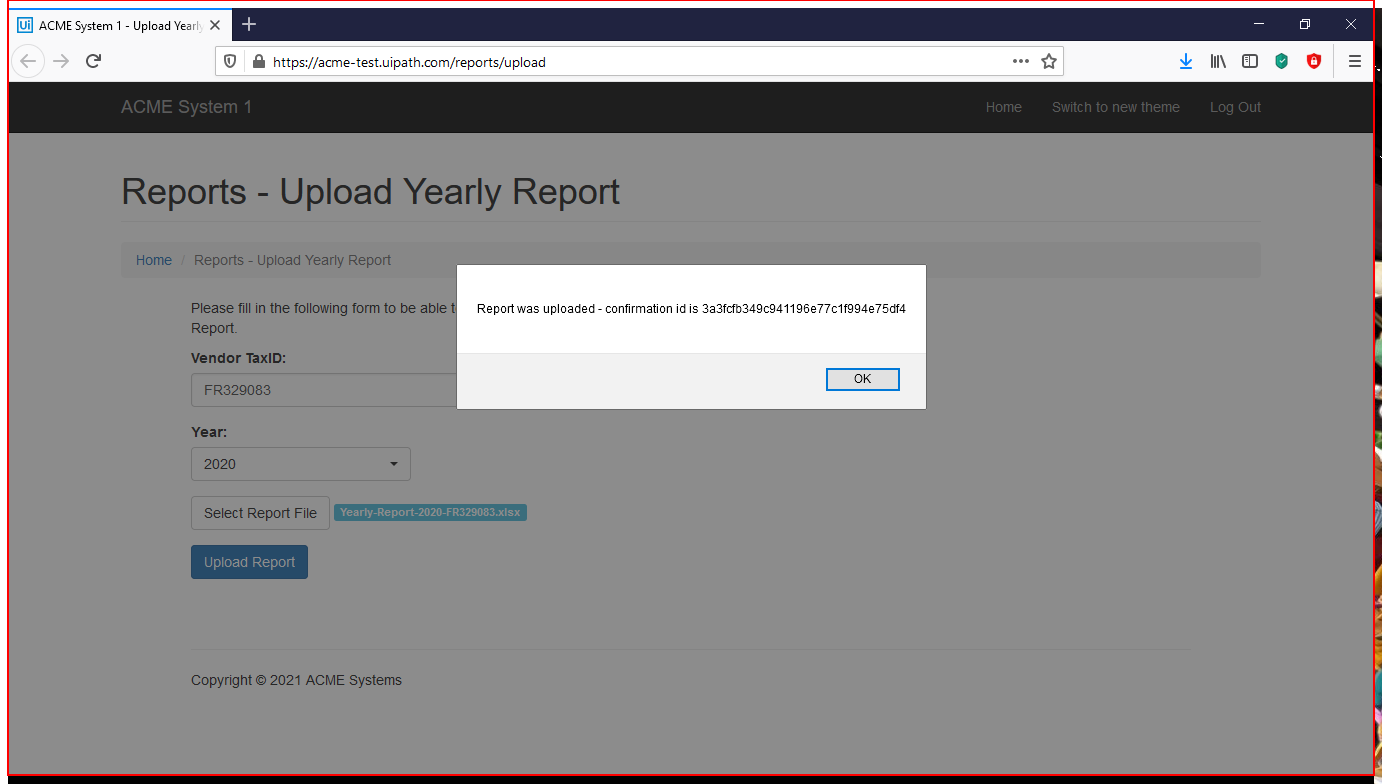 Ui ACME System 1 - Upload Yearly
https://acme-test.uipath.com/reports/upload
ACME System 1 Home Switch to new theme Log Out
Reports - Upload Yearly Report
Home / Reports - Upload Yearly Report
Please fill in the following form to be able
Report.
Report was uploaded - confirmation id is 3a3fcfb349c941196e77c1f994e75df4
OK
Vendor TaxID:
FR329083
Year:
2020
Select Report File Yearly-Report-2020-FR329083.xlsx
Upload Report
Copyright © 2021 ACME Systems